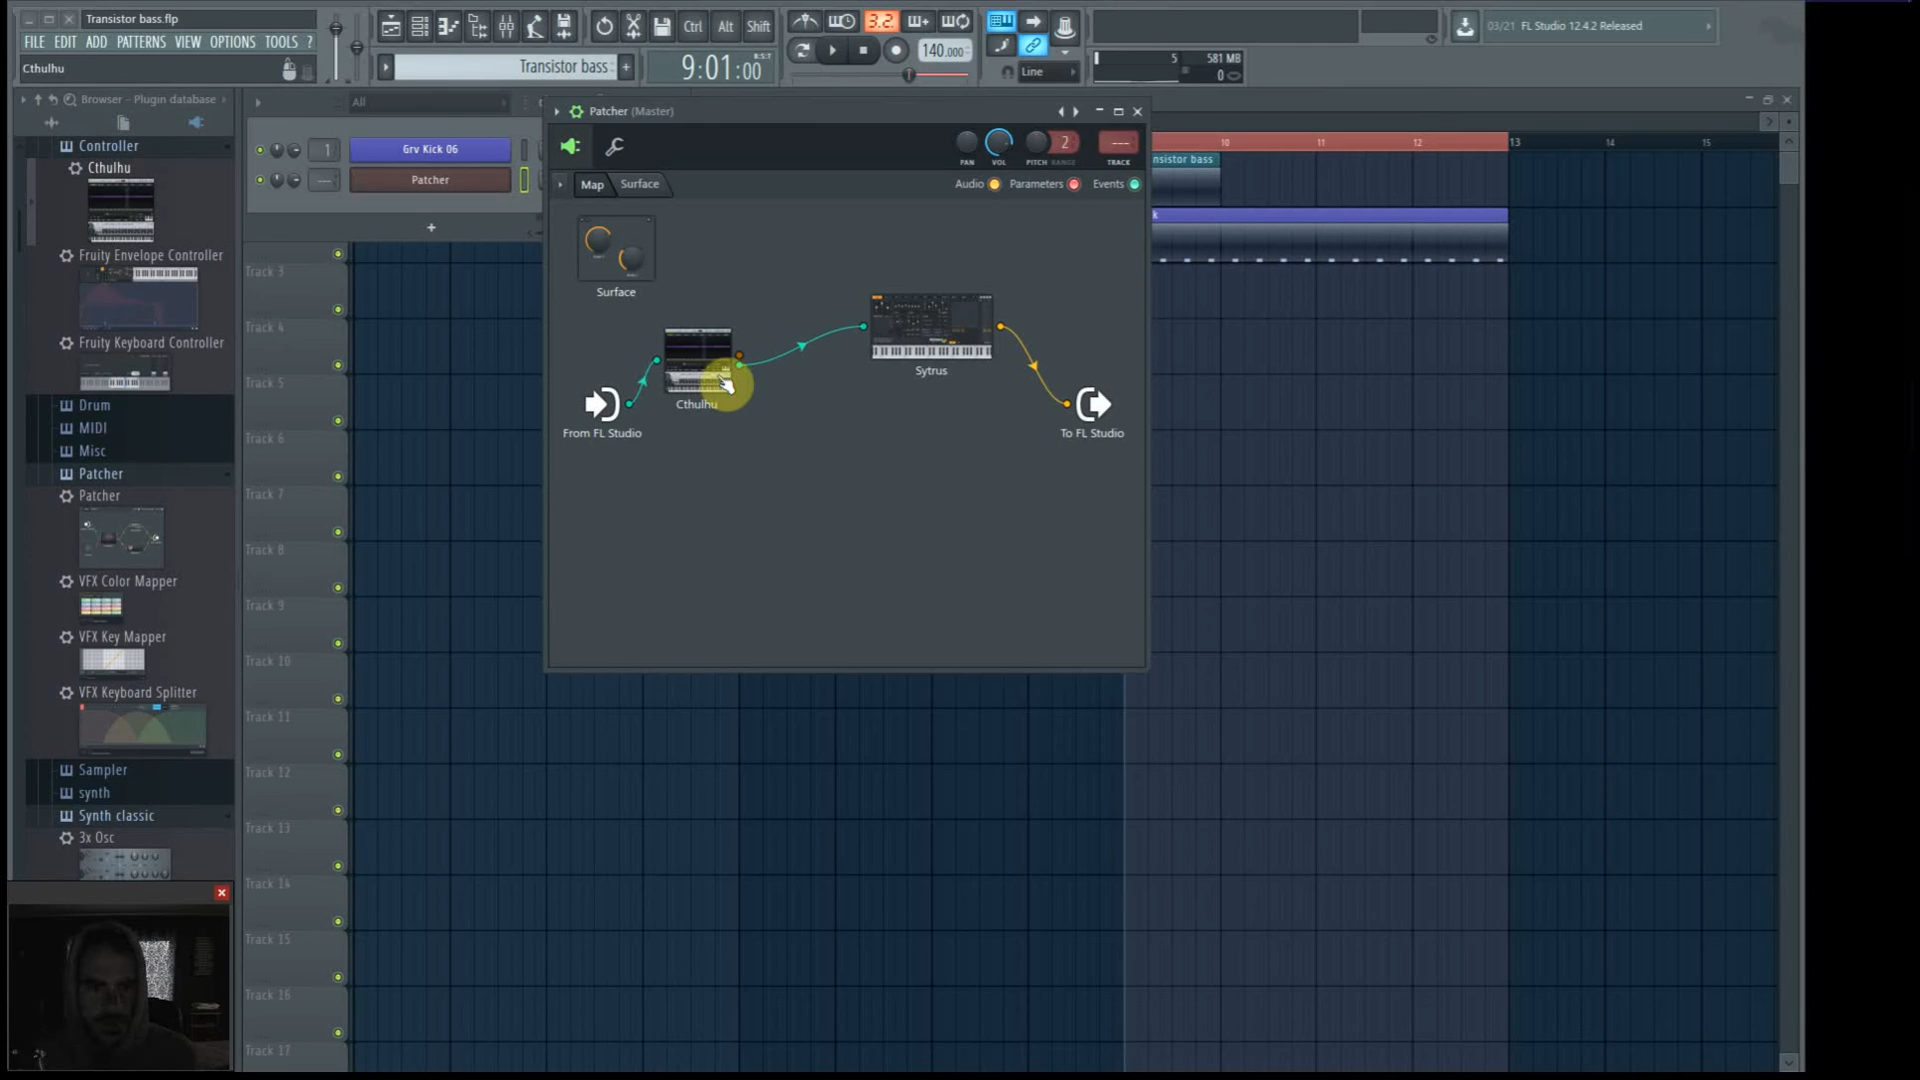 Transistor bass.flp
FILE EDIT ADD PATTERNS VIEW OPTIONS TOOLS ?
Cthulhu
Ctrl Alt Shift
3.2
140.000
Transistor bass
9:01:00
B:S:T
Line
5 581 MB
0
03/21 FL Studio 12.4.2 Released
Browser - Plugin database
All
Controller
Cthulhu
Fruity Envelope Controller
Fruity Keyboard Controller
Drum
MIDI
Misc
Patcher
Patcher
VFX Color Mapper
VFX Key Mapper
VFX Keyboard Splitter
Sampler
synth
Synth classic
3x Osc
1 Grv Kick 06
--- Patcher
+
Patcher (Master)
2 ---
PAN VOL PITCH RANGE TRACK
Map Surface
Audio Parameters Events
Surface
Cthulhu
Sytrus
From FL Studio
To FL Studio
10 11 12 13 14 15
nsistor bass
k
Track 3
Track 4
Track 5
Track 6
Track 7
Track 8
Track 9
Track 10
Track 11
Track 12
Track 13
Track 14
Track 15
Track 16
Track 17